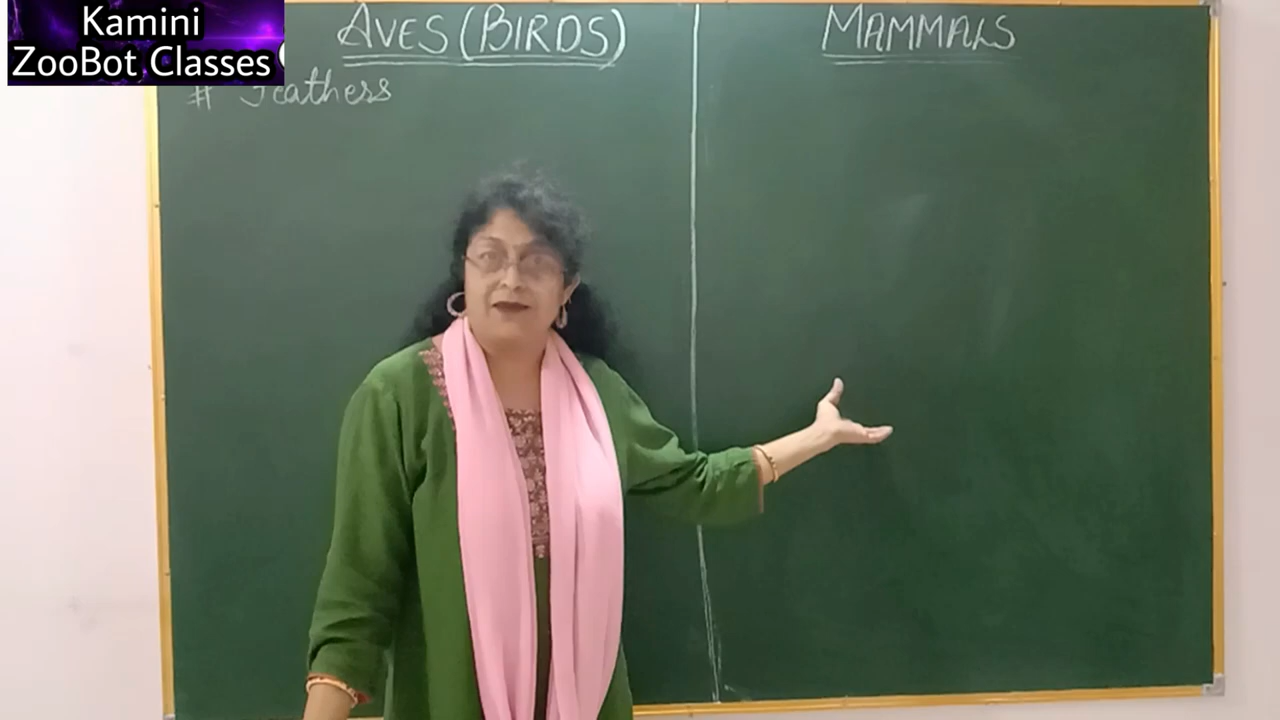 Kamini
ZooBot Classes
AVES (BIRDS)
MAMMALS
# Feathers